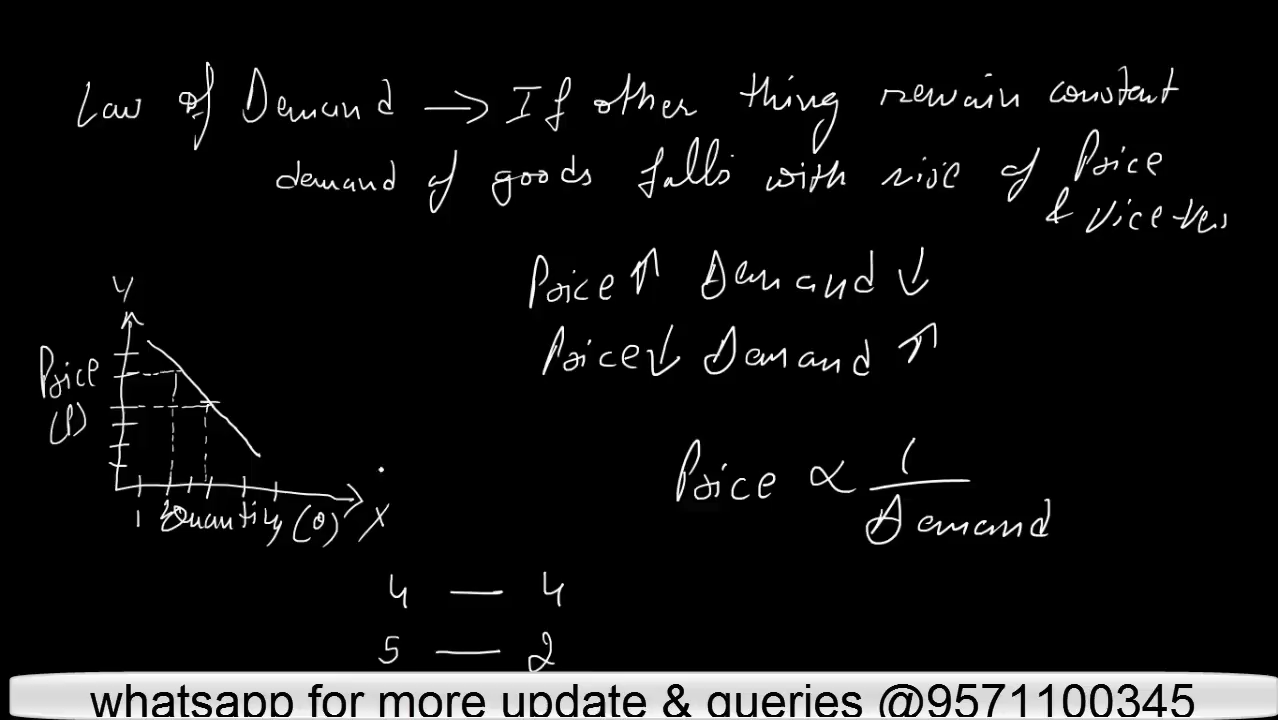 Law of Demand → If other thing remain constant
demand of goods falls with rise of Price
& vice-ver
Price ↑ Demand ↓
Price ↓ Demand ↑
Y
Price
(P)
Price ∝ 1
Demand
1
Quantity (Q)
X
4 — 4
5 — 2
whatsapp for more update & queries @9571100345